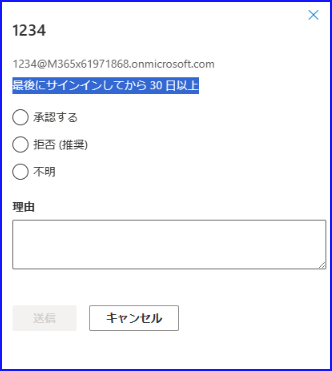 1234
1234@M365x61971868.onmicrosoft.com
最後にサインインしてから 30 日以上
承認する
拒否 (推奨)
不明
理由
送信
キャンセル